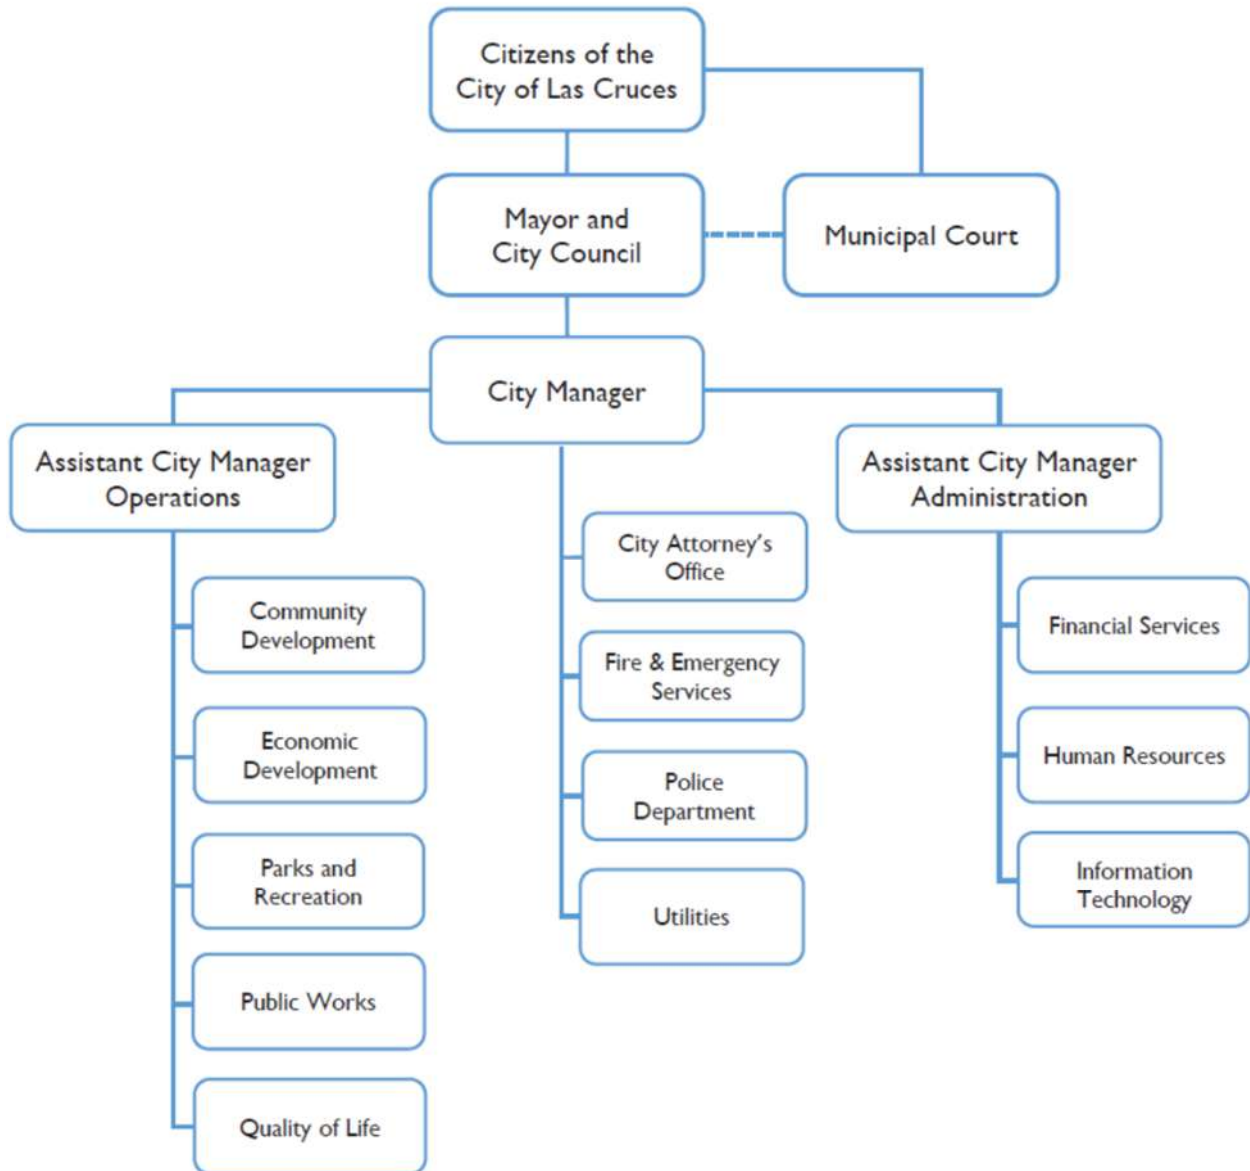 Citizens of the
City of Las Cruces
Mayor and
City Council
Municipal Court
City Manager
Assistant City Manager
Operations
Assistant City Manager
Administration
Community
Development
Economic
Development
Parks and
Recreation
Public Works
Quality of Life
City Attorney's
Office
Fire & Emergency
Services
Police
Department
Utilities
Financial Services
Human Resources
Information
Technology